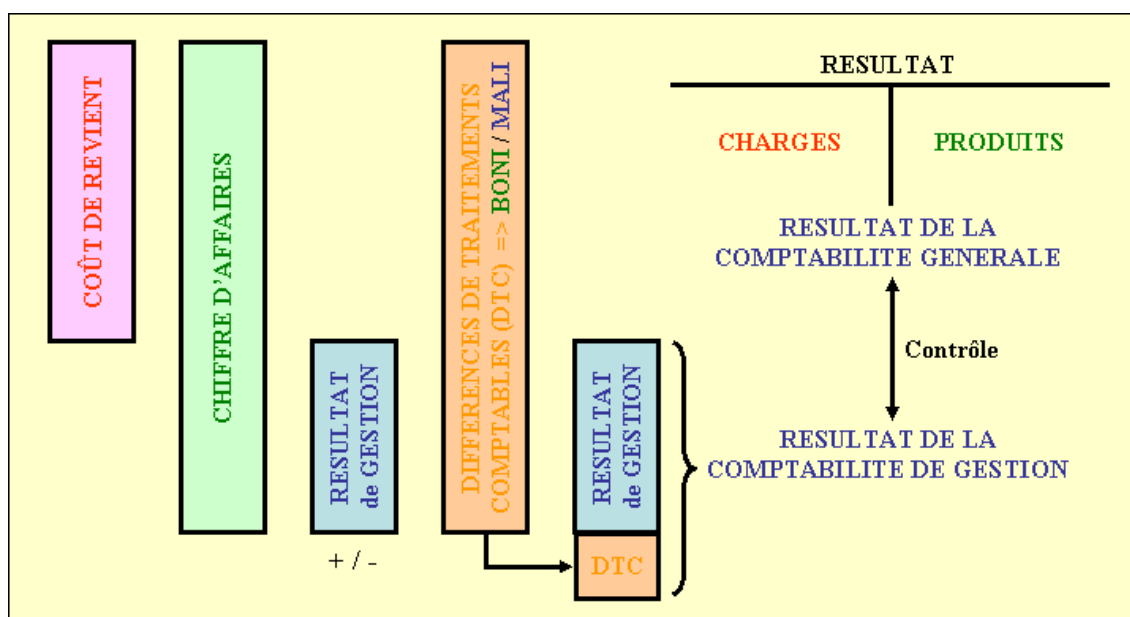 COÛT DE REVIENT
CHIFFRE D'AFFAIRES
RESULTAT
de GESTION
+ / -
DIFFERENCES DE TRAITEMENTS
COMPTABLES (DTC) => BONI / MALI
RESULTAT
de GESTION
DTC
RESULTAT
CHARGES
PRODUITS
RESULTAT DE LA
COMPTABILITE GENERALE
Contrôle
RESULTAT DE LA
COMPTABILITE DE GESTION